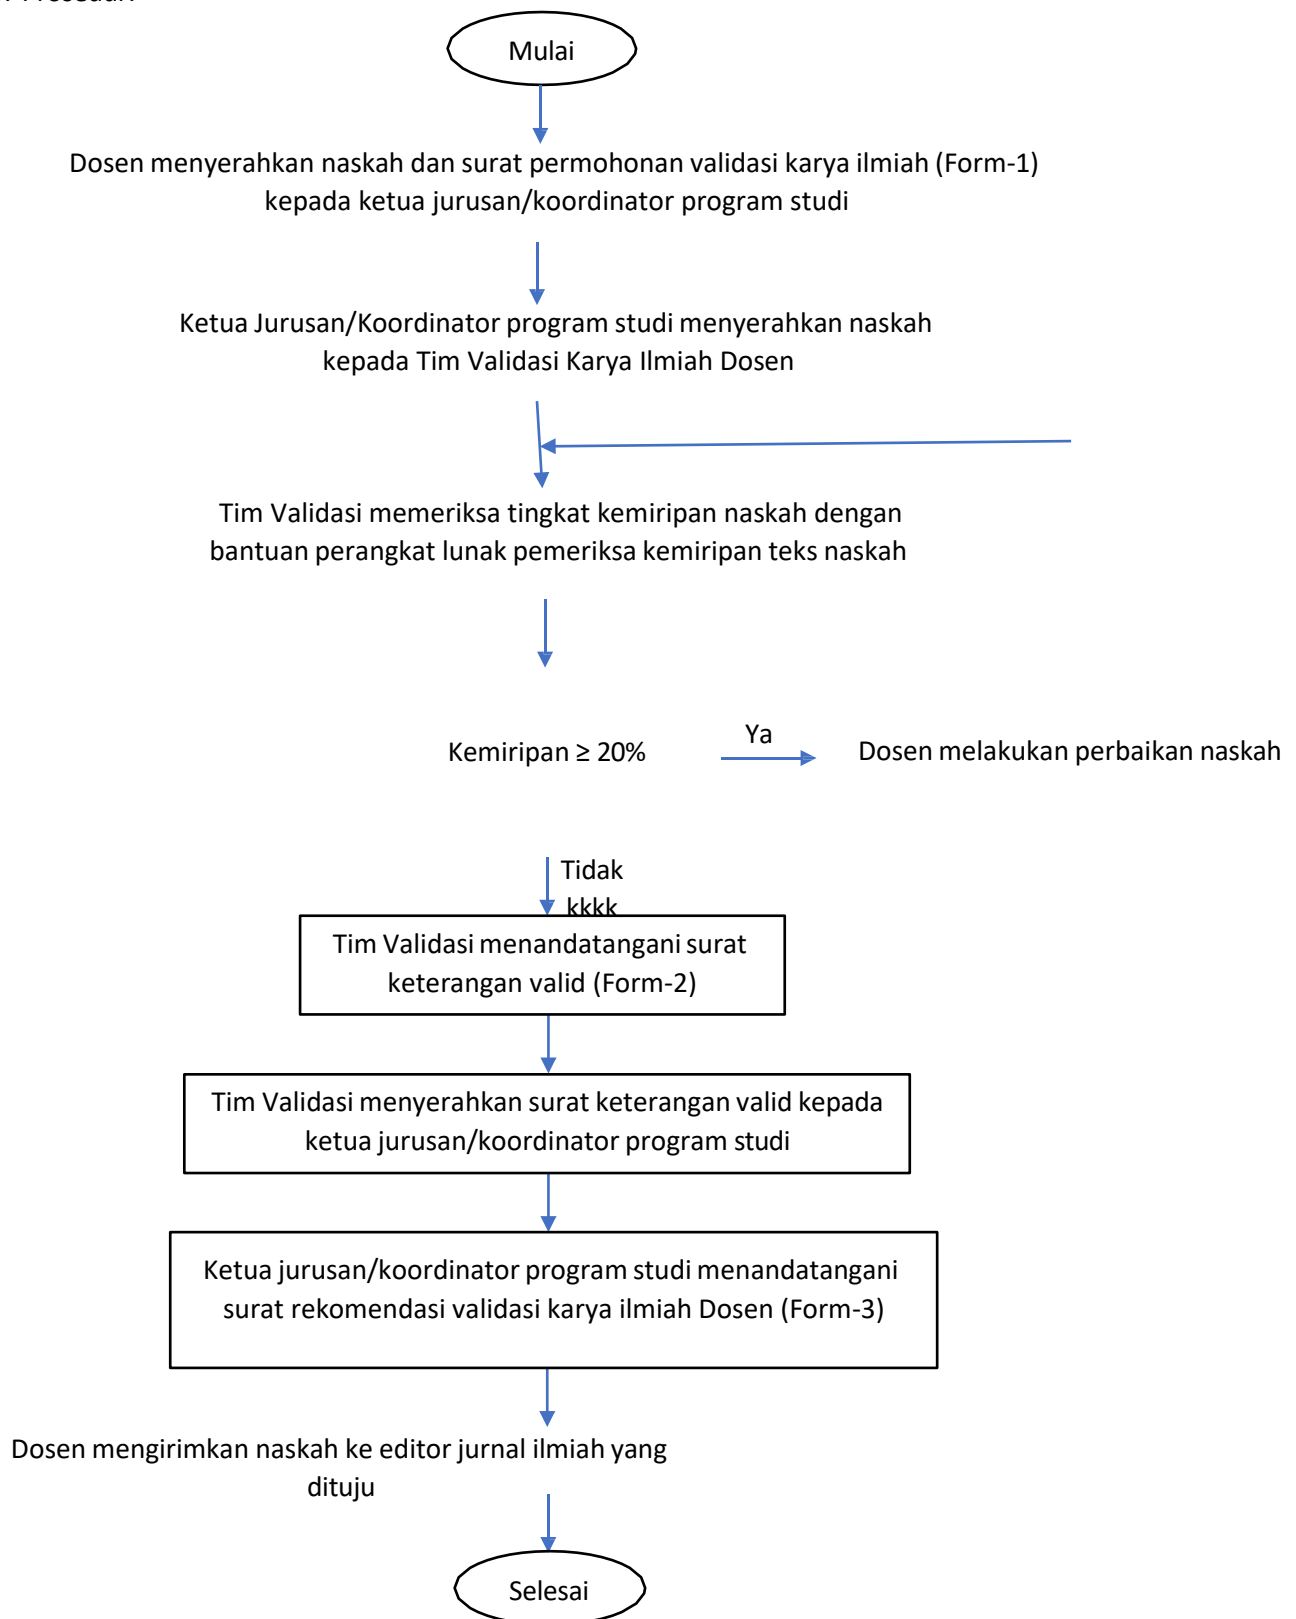 Mulai
Dosen menyerahkan naskah dan surat permohonan validasi karya ilmiah (Form-1)
kepada ketua jurusan/koordinator program studi
Ketua Jurusan/Koordinator program studi menyerahkan naskah
kepada Tim Validasi Karya Ilmiah Dosen
Tim Validasi memeriksa tingkat kemiripan naskah dengan
bantuan perangkat lunak pemeriksa kemiripan teks naskah
Kemiripan ≥ 20%
Ya
Dosen melakukan perbaikan naskah
Tidak
kkkk
Tim Validasi menandatangani surat
keterangan valid (Form-2)
Tim Validasi menyerahkan surat keterangan valid kepada
ketua jurusan/koordinator program studi
Ketua jurusan/koordinator program studi menandatangani
surat rekomendasi validasi karya ilmiah Dosen (Form-3)
Dosen mengirimkan naskah ke editor jurnal ilmiah yang
dituju
Selesai